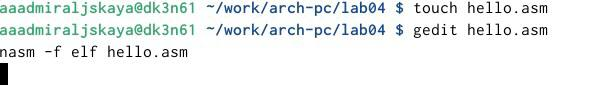 aaadmiraljskaya@dk3n61 ~/work/arch-pc/lab04 $ touch hello.asm
aaadmiraljskaya@dk3n61 ~/work/arch-pc/lab04 $ gedit hello.asm
nasm -f elf hello.asm